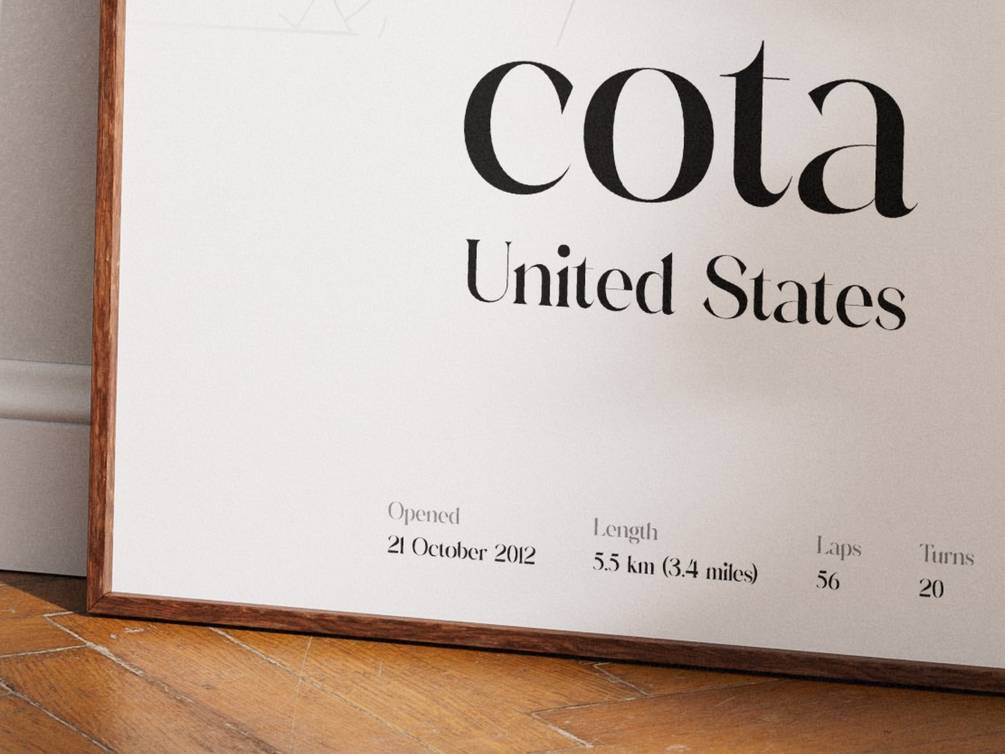 cota
United States
Opened
21 October 2012
Length
5.5 km (3.4 miles)
Laps
56
Turns
20